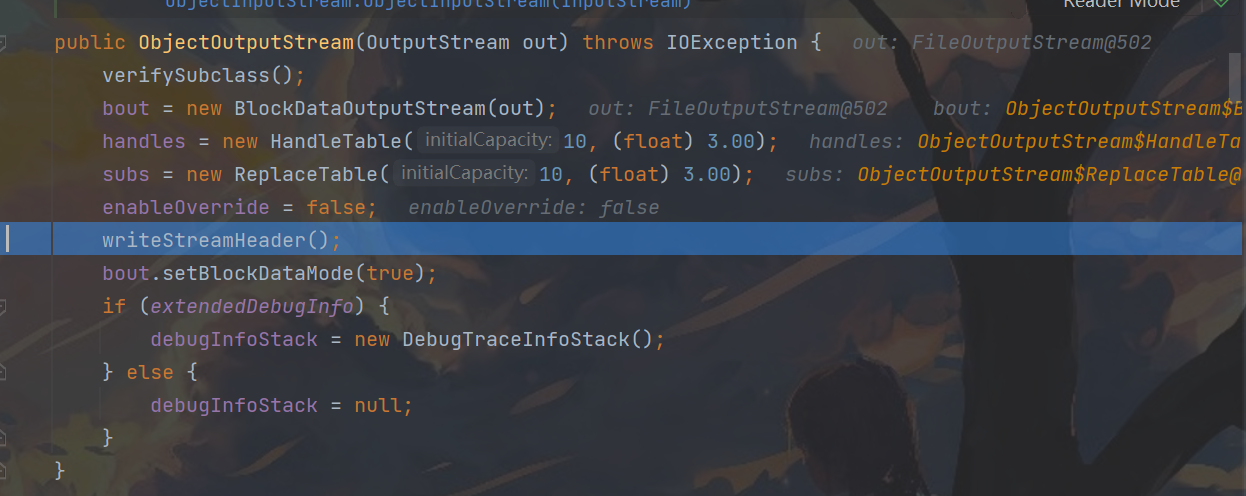 ObjectInputStream.ObjectInputStream(InputStream)
Reader Mode
public ObjectOutputStream(OutputStream out) throws IOException { out: FileOutputStream@502
verifySubclass();
bout = new BlockDataOutputStream(out); out: FileOutputStream@502 bout: ObjectOutputStream$B
handles = new HandleTable( initialCapacity: 10, (float) 3.00); handles: ObjectOutputStream$HandleTa
subs = new ReplaceTable( initialCapacity: 10, (float) 3.00); subs: ObjectOutputStream$ReplaceTable@
enableOverride = false; enableOverride: false
writeStreamHeader();
bout.setBlockDataMode(true);
if (extendedDebugInfo) {
debugInfoStack = new DebugTraceInfoStack();
} else {
debugInfoStack = null;
}
}